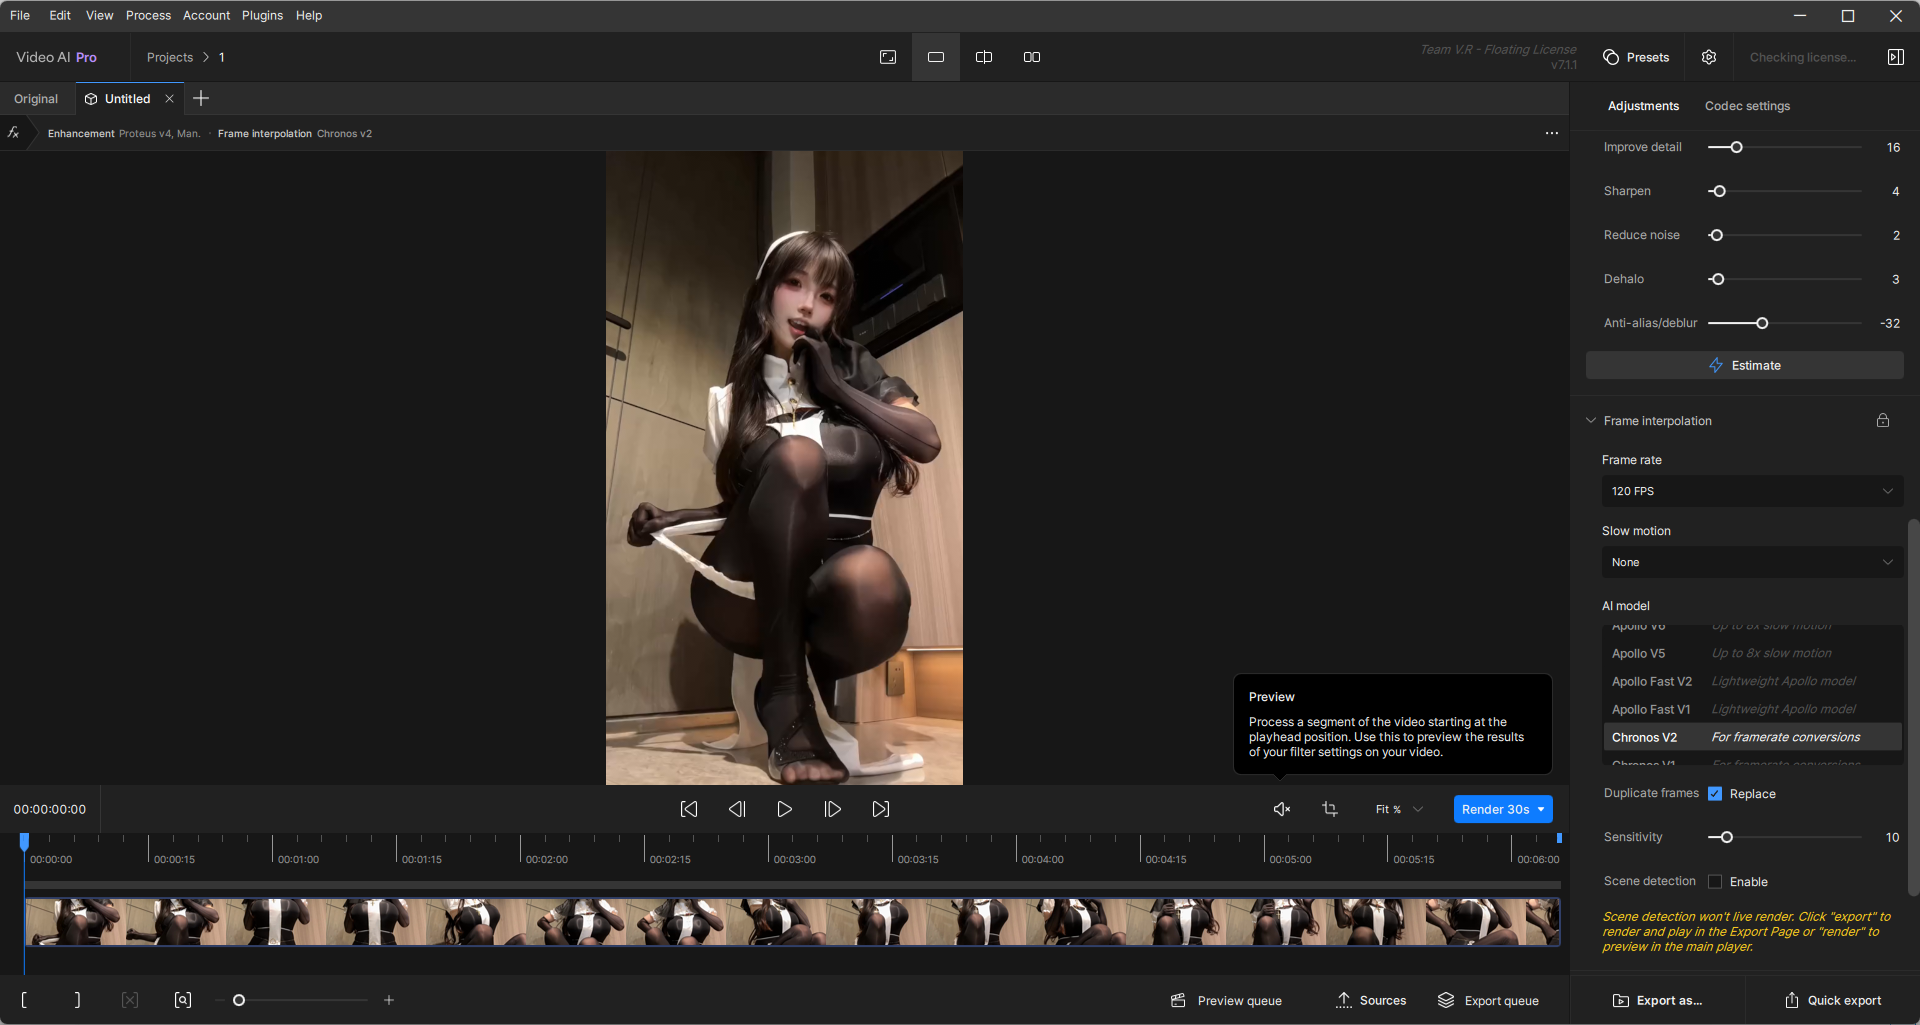 File Edit View Process Account Plugins Help
Video AI Pro Projects 1
Team V.R - Floating License
v7.1.1
Presets
Checking license...
Original Untitled
Adjustments Codec settings
fx Enhancement Proteus v4, Man. · Frame interpolation Chronos v2
Improve detail 16
Sharpen 4
Reduce noise 2
Dehalo 3
Anti-alias/deblur -32
Estimate
Frame interpolation
Frame rate
120 FPS
Slow motion
None
AI model
Apollo V6 Up to 8x slow motion
Apollo V5 Up to 8x slow motion
Apollo Fast V2 Lightweight Apollo model
Apollo Fast V1 Lightweight Apollo model
Chronos V2 For framerate conversions
Chronos V1 For framerate conversions
Duplicate frames Replace
Sensitivity 10
Scene detection Enable
Scene detection won't live render. Click "export" to
render and play in the Export Page or "render" to
preview in the main player.
Preview
Process a segment of the video starting at the
playhead position. Use this to preview the results
of your filter settings on your video.
00:00:00:00
Fit %
Render 30s
00:00:00 00:00:15 00:01:00 00:01:15 00:02:00 00:02:15 00:03:00 00:03:15 00:04:00 00:04:15 00:05:00 00:05:15 00:06:00
Preview queue Sources Export queue Export as... Quick export